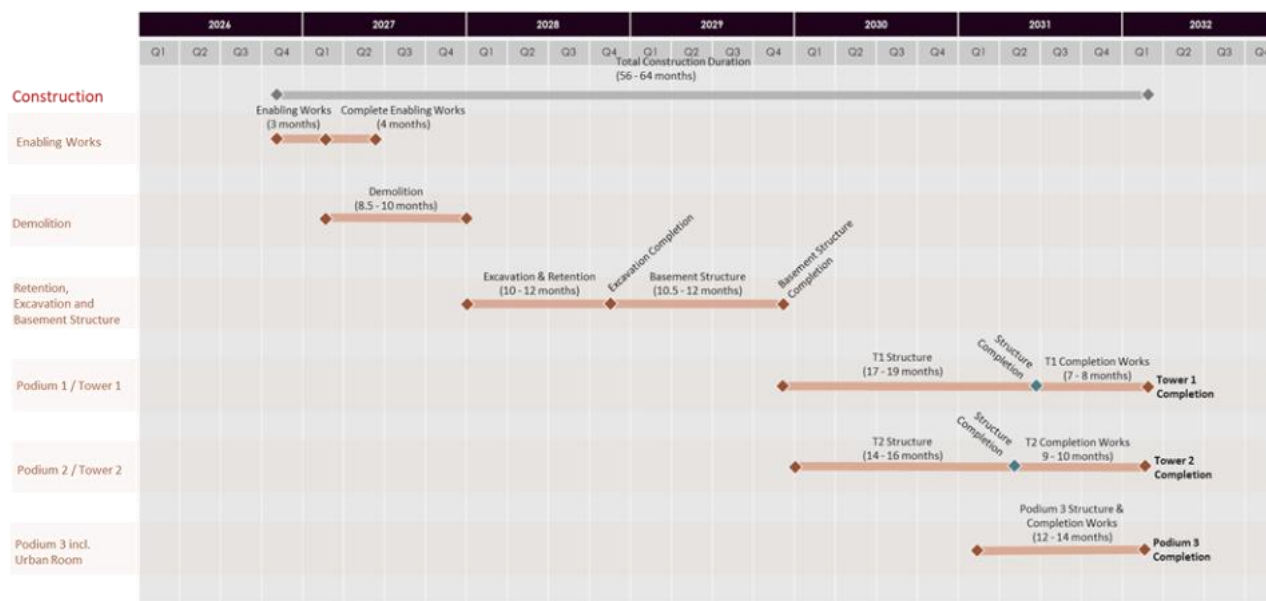 2026 2027 2028 2029 2030 2031 2032
Q1 Q2 Q3 Q4 Q1 Q2 Q3 Q4 Q1 Q2 Q3 Q4 Q1 Q2 Q3 Q4 Q1 Q2 Q3 Q4 Q1 Q2 Q3 Q4 Q1 Q2 Q3 Q4
Total Construction Duration
(56 - 64 months)
Construction
Enabling Works
(3 months)
Complete Enabling Works
(4 months)
Enabling Works
Demolition
(8.5 - 10 months)
Demolition
Excavation & Retention
(10 - 12 months)
Excavation Completion
Basement Structure
(10.5 - 12 months)
Basement Structure
Completion
Retention,
Excavation and
Basement Structure
T1 Structure
(17 - 19 months)
Structure
Completion
T1 Completion Works
(7 - 8 months)
Podium 1 / Tower 1
Tower 1
Completion
T2 Structure
(14 - 16 months)
Structure
Completion
T2 Completion Works
9 - 10 months)
Podium 2 / Tower 2
Tower 2
Completion
Podium 3 Structure &
Completion Works
(12 - 14 months)
Podium 3 incl.
Urban Room
Podium 3
Completion